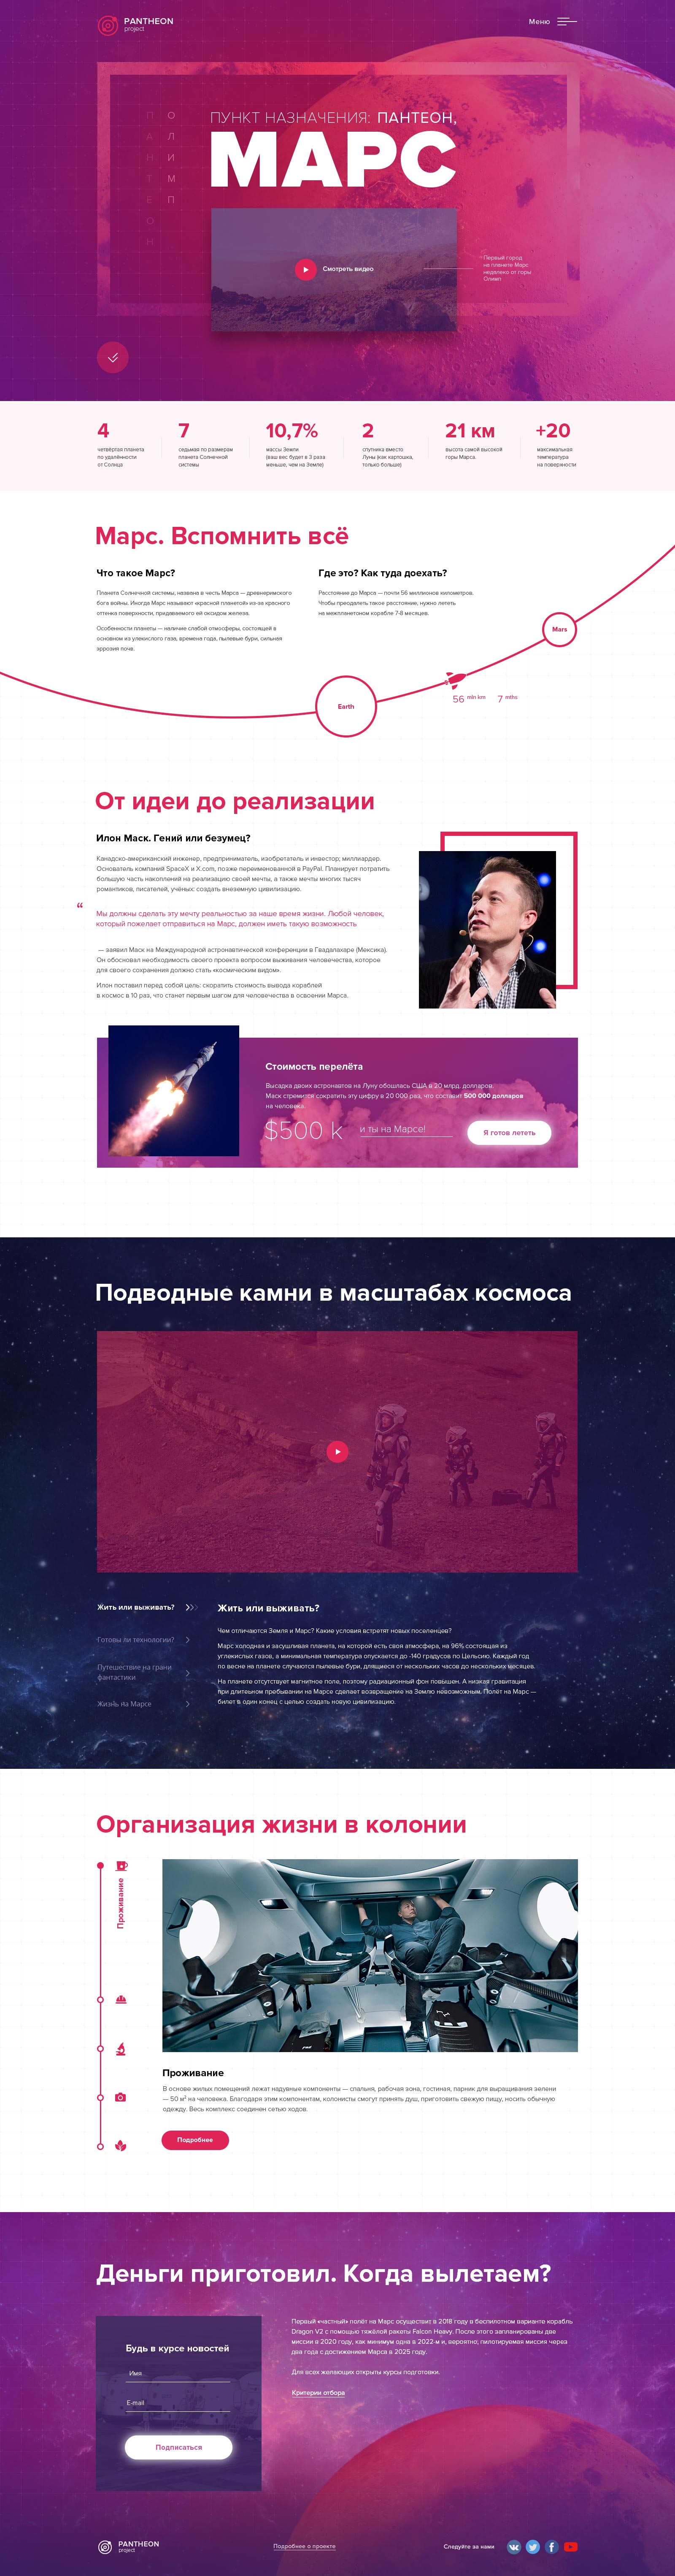 PANTHEON
project
Меню
ПАНТЕОН
ОЛИМП
ПУНКТ НАЗНАЧЕНИЯ: ПАНТЕОН,
МАРС
Смотреть видео
Первый город
на планете Марс
недалеко от горы
Олимп
4
четвёртая планета
по удалённости
от Солнца
7
седьмая по размерам
планета Солнечной
системы
10,7%
массы Земли
(ваш вес будет в 3 раза
меньше, чем на Земле)
2
спутника вместо
Луны (как картошка,
только больше)
21 км
высота самой высокой
горы Марса.
+20
максимальная
температура
на поверхности
Марс. Вспомнить всё
Что такое Марс?
Планета Солнечной системы, названа в честь Марса — древнеримского
бога войны. Иногда Марс называют «красной планетой» из-за красного
оттенка поверхности, придаваемого ей оксидом железа.
Особенности планеты — наличие слабой атмосферы, состоящей в
основном из улекислого газа, времена года, пылевые бури, сильная
эррозия почв.
Где это? Как туда доехать?
Расстояние до Марса — почти 56 миллионов километров.
Чтобы преодалеть такое расстояние, нужно лететь
на межпланетоном корабле 7-8 месяцев.
Mars
Earth
56 mln km 7 mths
От идеи до реализации
Илон Маск. Гений или безумец?
Канадско-американский инженер, предприниматель, изобретатель и инвестор; миллиардер.
Основатель компаний SpaceX и X.com, позже переименованной в PayPal. Планирует потратить
большую часть накоплений на реализацию своей мечты, а также мечты многих тысяч
романтиков, писателей, учёных: создать внеземную цивилизацию.
“
Мы должны сделать эту мечту реальностью за наше время жизни. Любой человек,
который пожелает отправиться на Марс, должен иметь такую возможность
— заявил Маск на Международной астронавтической конференции в Гвадалахаре (Мексика).
Он обосновал необходимость своего проекта вопросом выживания человечества, которое
для своего сохранения должно стать «космическим видом».
Илон поставил перед собой цель: скоратить стоимость вывода кораблей
в космос в 10 раз, что станет первым шагом для человечества в освоении Марса.
Стоимость перелёта
Высадка двоих астронавтов на Луну обошлась США в 20 млрд. долларов.
Маск стремится сократить эту цифру в 20 000 раз, что составит 500 000 долларов
на человека.
$500 k
и ты на Марсе!
Я готов лететь
Подводные камни в масштабах космоса
Жить или выживать?
Готовы ли технологии?
Путешествие на грани
фантастики
Жизнь на Марсе
Жить или выживать?
Чем отличаются Земля и Марс? Какие условия встретят новых поселенцев?
Марс холодная и засушливая планета, на которой есть своя атмосфера, на 96% состоящая из
углекислых газов, а минимальная температура опускается до -140 градусов по Цельсию. Каждый год
по весне на планете случаются пылевые бури, длящиеся от нескольких часов до нескольких месяцев.
На планете отсутствует магнитное поле, поэтому радиационный фон повышен. А низкая гравитация
при длительном пребывании на Марсе сделает возвращение на Землю невозможным. Полёт на Марс —
билет в один конец с целью создать новую цивилизацию.
Организация жизни в колонии
Проживание
Проживание
В основе жилых помещений лежат надувные компоненты — спальня, рабочая зона, гостиная, парник для выращивания зелени
— 50 м³ на человека. Благодаря этим компонентам, колонисты смогут принять душ, приготовить свежую пищу, носить обычную
одежду. Весь комплекс соединен сетью ходов.
Подробнее
Деньги приготовил. Когда вылетаем?
Будь в курсе новостей
Имя
E-mail
Подписаться
Первый «частный» полёт на Марс осуществит в 2018 году в беспилотном варианте корабль
Dragon V2 с помощью тяжёлой ракеты Falcon Heavy. После этого запланированы две
миссии в 2020 году, как минимум одна в 2022-м и, вероятно, пилотируемая миссия через
два года с достижением Марса в 2025 году.
Для всех желающих открыты курсы подготовки.
Критерии отбора
PANTHEON
project
Подробнее о проекте
Следуйте за нами